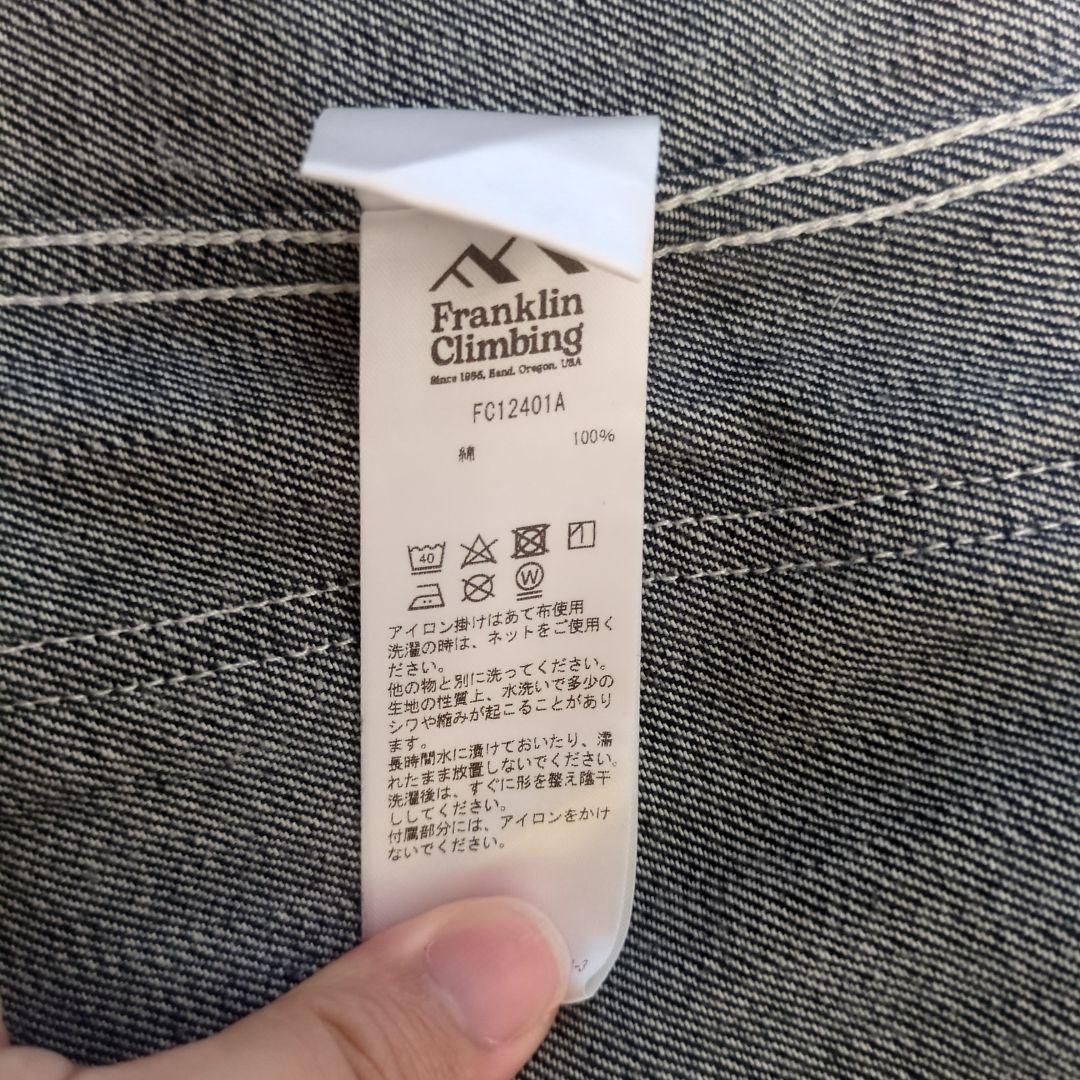 Franklin
Climbing
Since 1985, Bend, Oregon, USA
FC12401A
綿 100%
40
W
アイロン掛けはあて布使用
洗濯の時は、ネットをご使用く
ださい。
他の物と別に洗ってください。
生地の性質上、水洗いで多少の
シワや縮みが起こることがあり
ます。
長時間水に漬けておいたり、濡
れたまま放置しないでください。
洗濯後は、すぐに形を整え陰干
ししてください。
付属部分には、アイロンをかけ
ないでください。